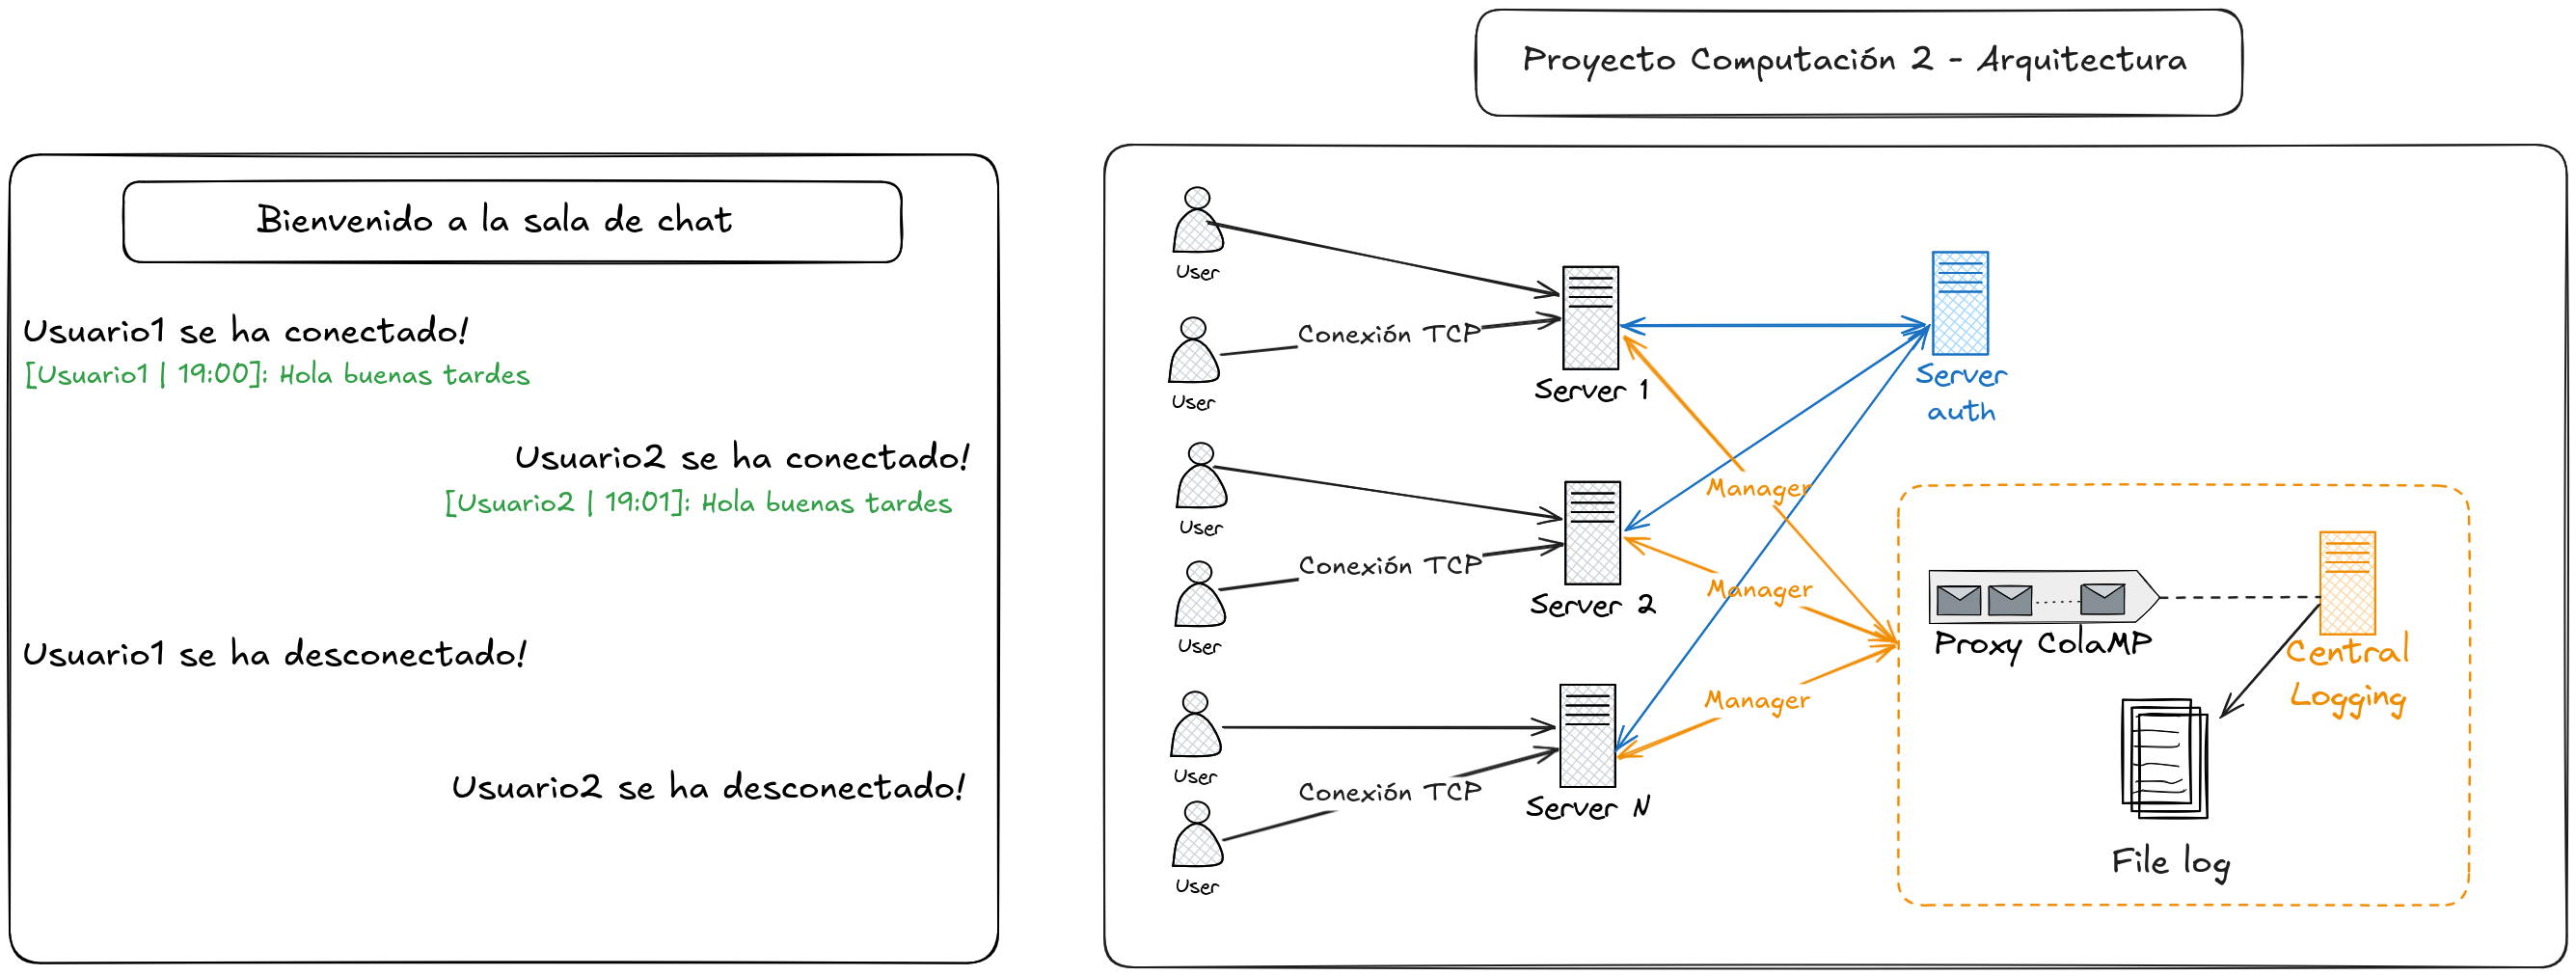 Proyecto Computación 2 - Arquitectura
Bienvenido a la sala de chat
Usuario1 se ha conectado!
[Usuario1 | 19:00]: Hola buenas tardes
Usuario2 se ha conectado!
[Usuario2 | 19:01]: Hola buenas tardes
Usuario1 se ha desconectado!
Usuario2 se ha desconectado!
User
Conexión TCP
User
Server 1
Server
auth
User
Manager
Conexión TCP
User
Server 2
Manager
Proxy ColaMP
Central
Logging
Manager
User
Conexión TCP
User
Server N
File log